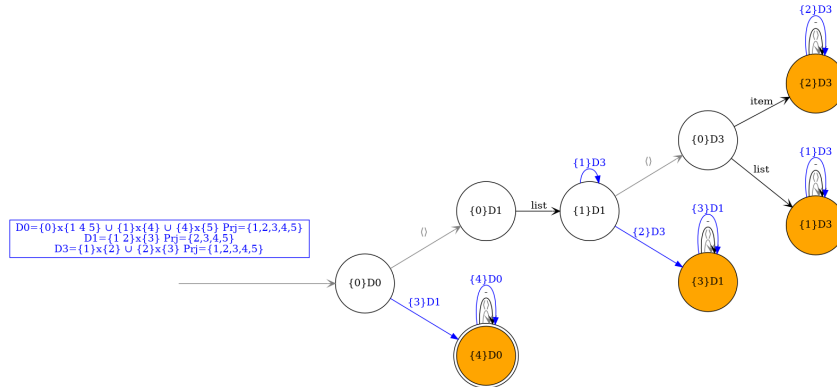 {2}D3
-
{2}D3
item
{0}D3
⟨⟩
list
{1}D3
{1}D3
-
{1}D3
{0}D1
list
{1}D1
{3}D1
-
{3}D1
{2}D3
⟨⟩
D0={0}x{1 4 5} ∪ {1}x{4} ∪ {4}x{5} Prj={1,2,3,4,5}
D1={1 2}x{3} Prj={2,3,4,5}
D3={1}x{2} ∪ {2}x{3} Prj={1,2,3,4,5}
{0}D0
{3}D1
{4}D0
-
{4}D0